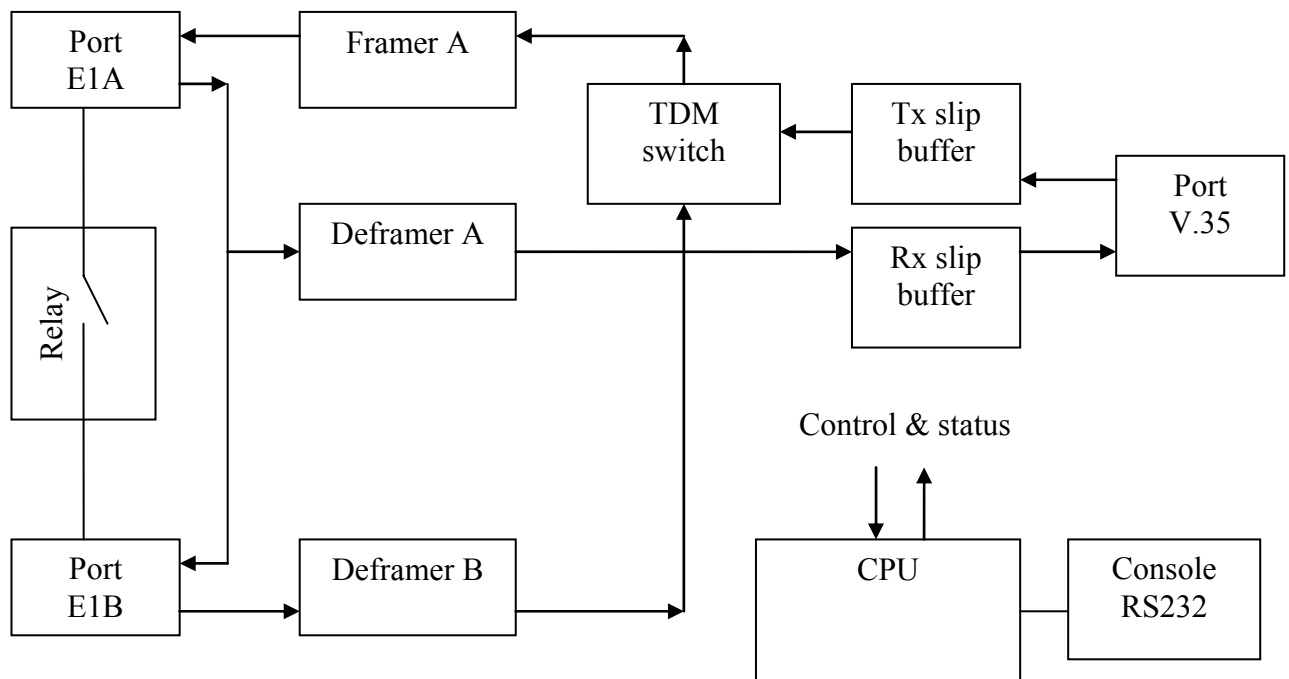 Port
E1A
Framer A
TDM
switch
Tx slip
buffer
Port
V.35
Deframer A
Rx slip
buffer
Relay
Control & status
Port
E1B
Deframer B
CPU
Console
RS232